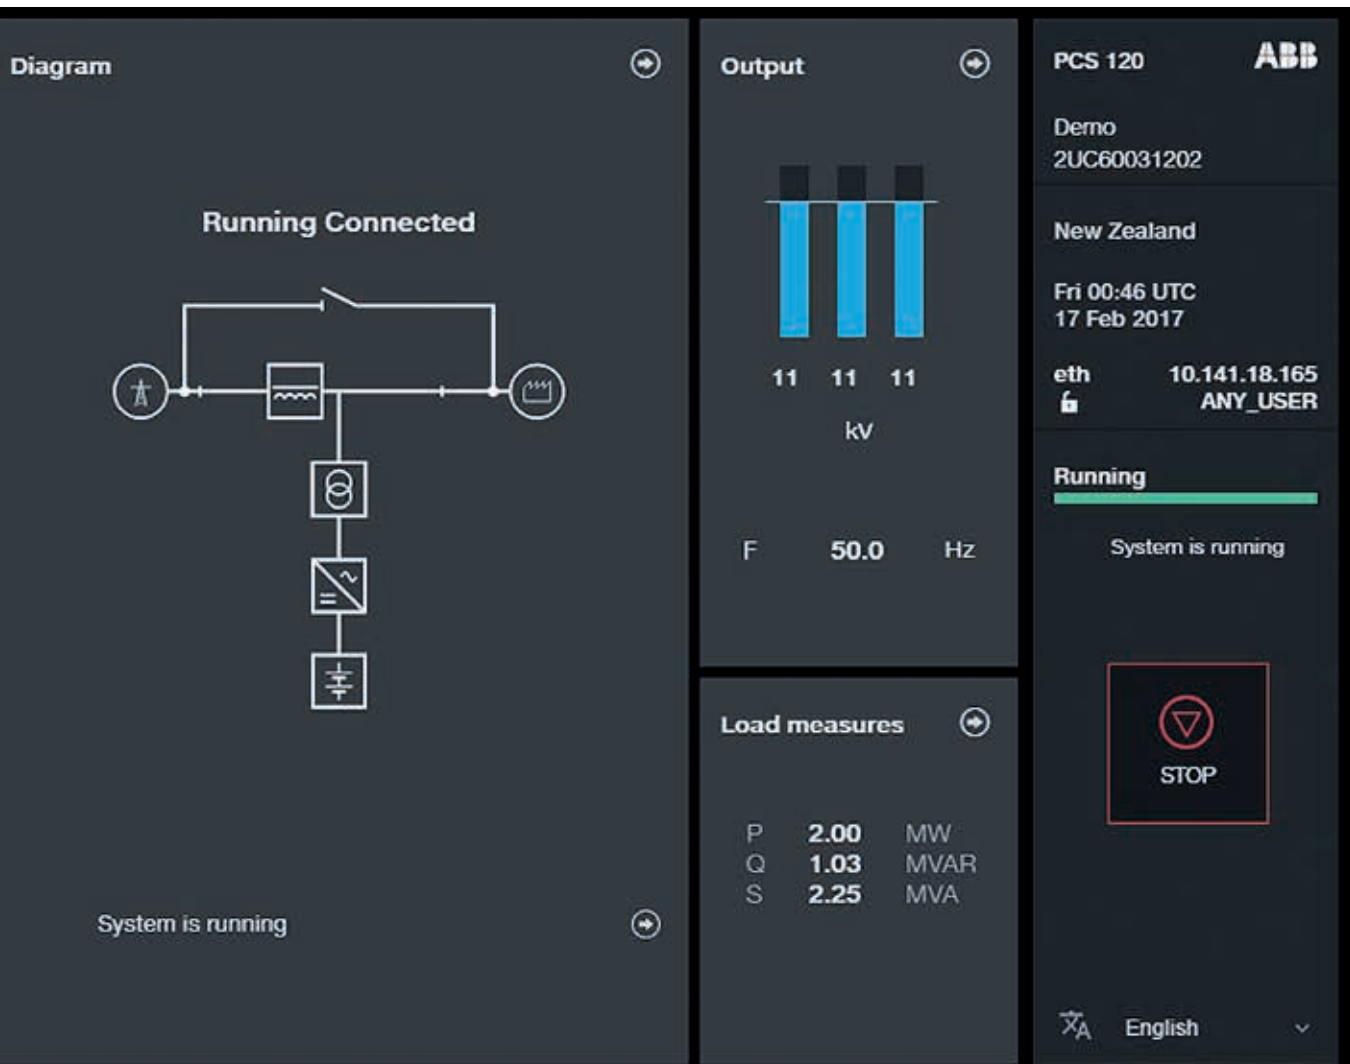 Diagram
Running Connected
System is running
Output
11 11 11
kV
F 50.0 Hz
Load measures
P 2.00 MW
Q 1.03 MVAR
S 2.25 MVA
PCS 120 ABB
Demo
2UC60031202
New Zealand
Fri 00:46 UTC
17 Feb 2017
eth 10.141.18.165
ANY_USER
Running
System is running
STOP
文A English